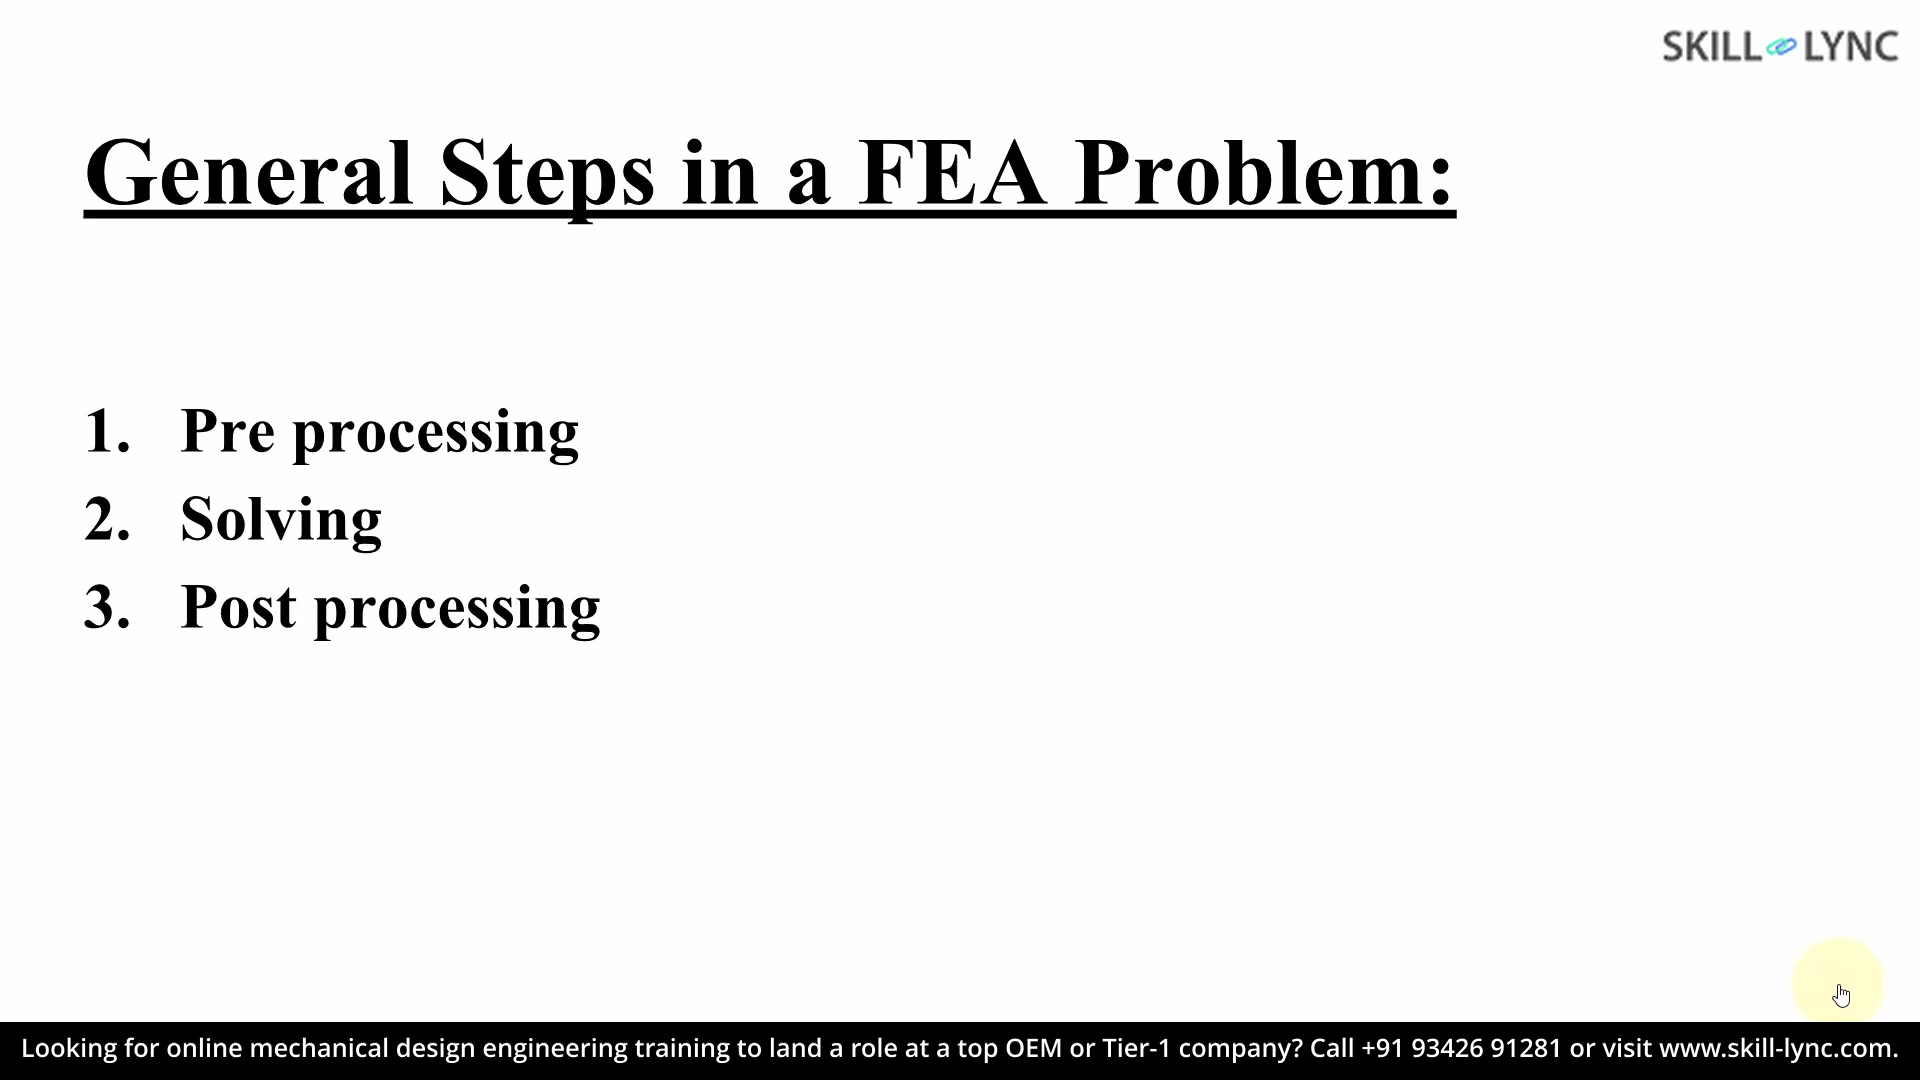 SKILL LYNC
General Steps in a FEA Problem:
1. Pre processing
2. Solving
3. Post processing
Looking for online mechanical design engineering training to land a role at a top OEM or Tier-1 company? Call +91 93426 91281 or visit www.skill-lync.com.